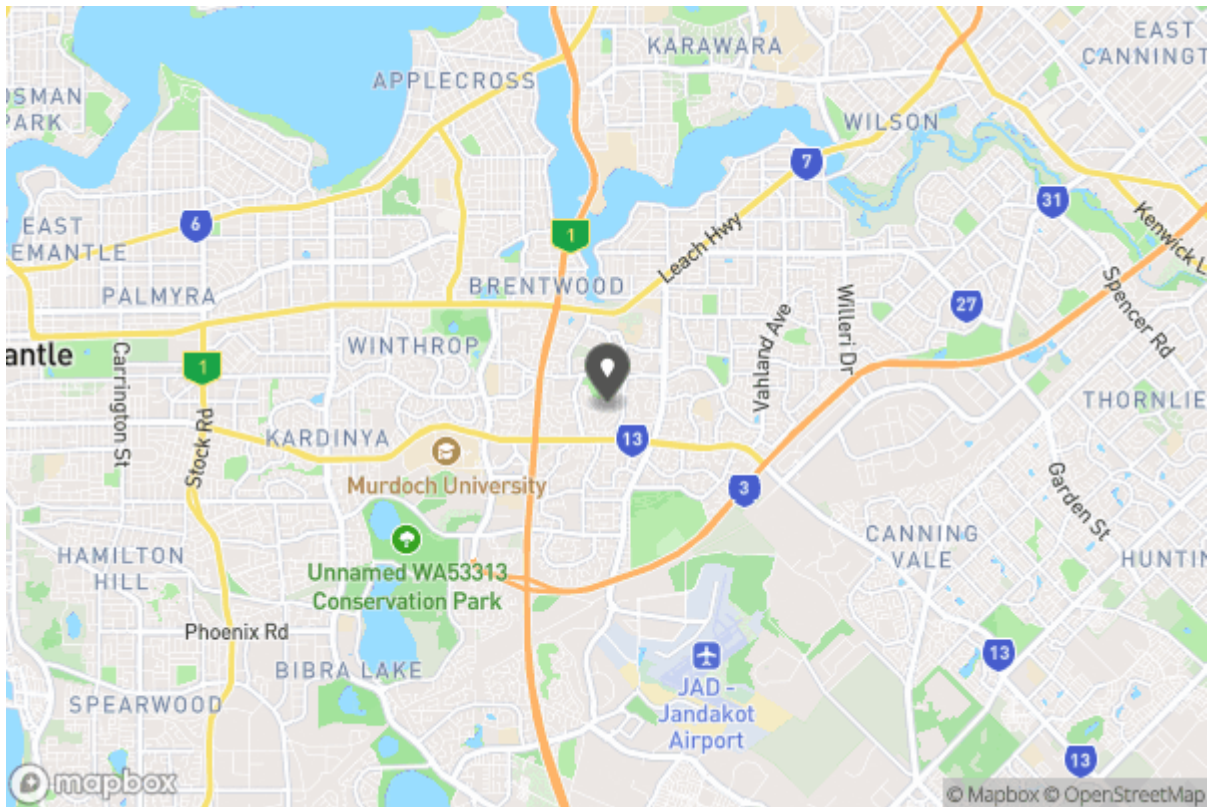 KARAWARA
EAST
CANNINGT
APPLECROSS
OSMAN
PARK
WILSON
7
31
6
EAST
EMANTLE
1
Leach Hwy
Kenwick L
PALMYRA
BRENTWOOD
Spencer Rd
27
Willeri Dr
Vahland Ave
WINTHROP
antle
Carrington St
1
THORNLIE
KARDINYA
13
Stock Rd
Murdoch University
3
Garden St
CANNING
VALE
HAMILTON
HILL
HUNTIN
Unnamed WA53313
Conservation Park
Phoenix Rd
13
BIBRA LAKE
JAD -
Jandakot
Airport
SPEARWOOD
13
mapbox
© Mapbox © OpenStreetMap